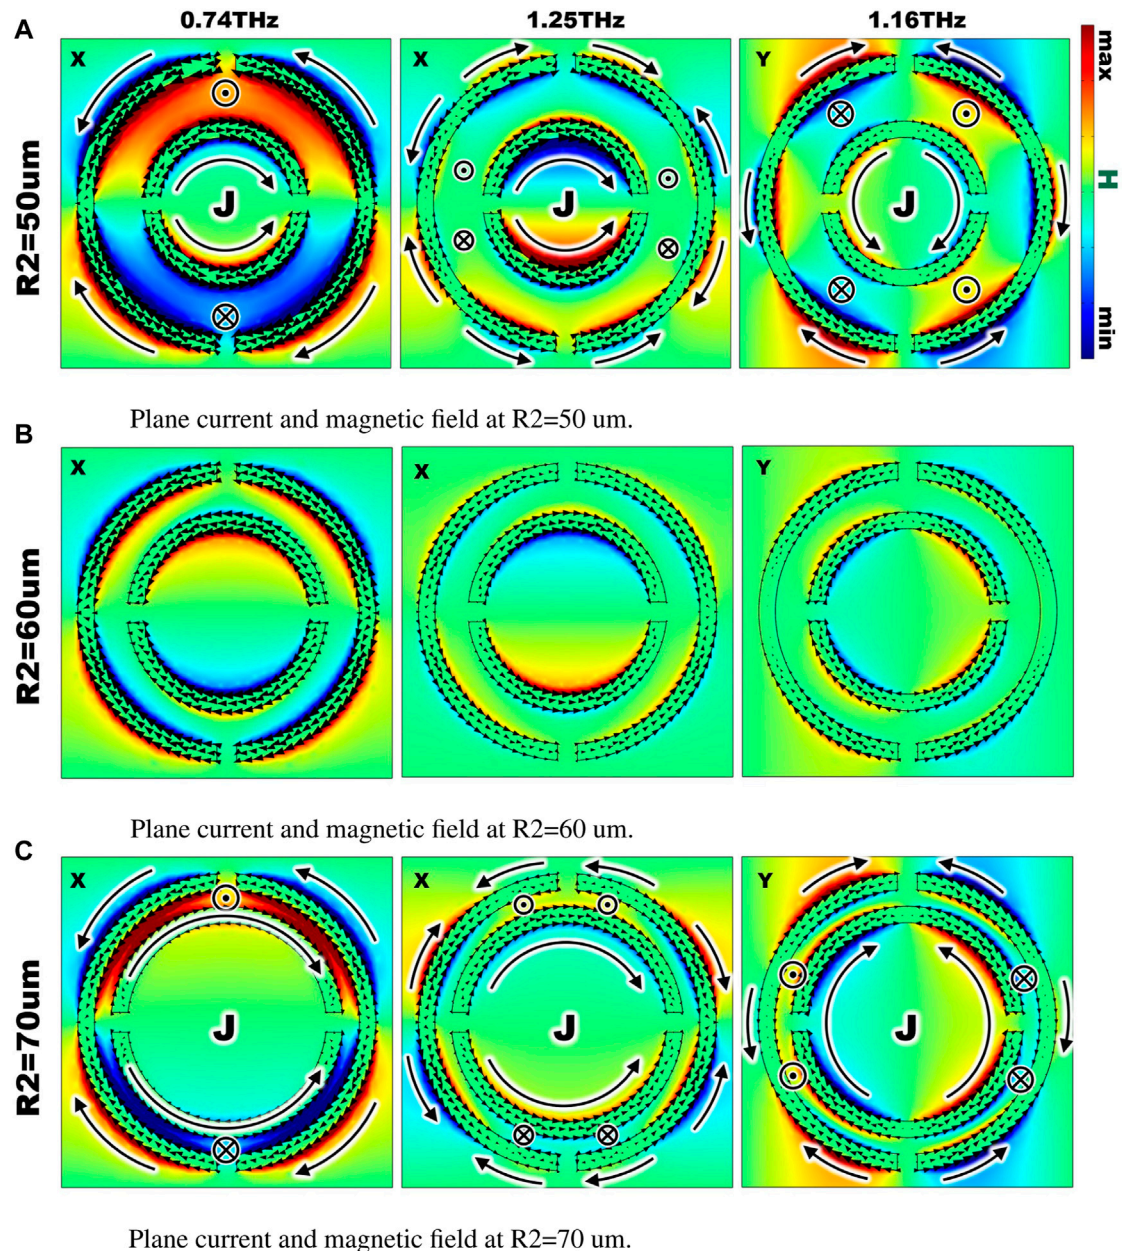 0.74THz 1.25THz 1.16THz
A
X X Y
max
H
min
R2=50um
J J J
Plane current and magnetic field at R2=50 um.
B
X X Y
R2=60um
Plane current and magnetic field at R2=60 um.
C
X X Y
R2=70um
J J J
Plane current and magnetic field at R2=70 um.